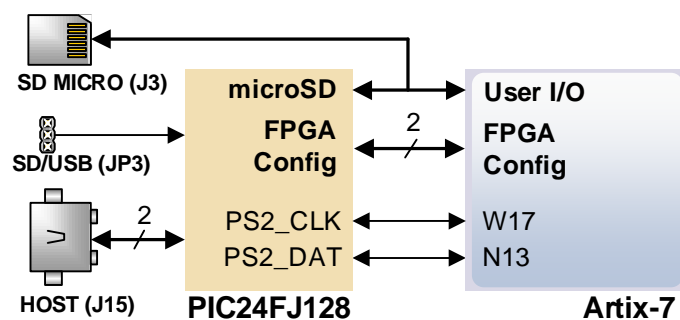 SD MICRO (J3)
microSD
User I/O
SD/USB (JP3)
FPGA
Config
2
FPGA
Config
HOST (J15)
2
PS2_CLK
W17
PS2_DAT
N13
PIC24FJ128
Artix-7